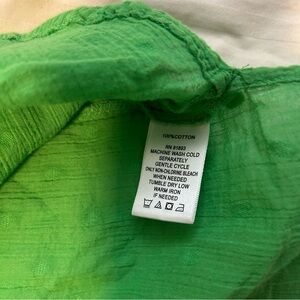 100%COTTON
RN 81893
MACHINE WASH COLD
SEPARATELY
GENTLE CYCLE
ONLY NON-CHLORINE BLEACH
WHEN NEEDED
TUMBLE DRY LOW
WARM IRON
IF NEEDED